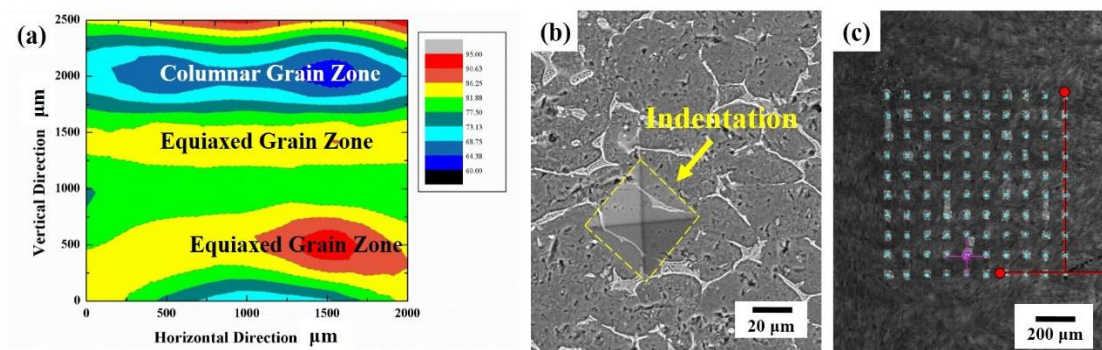 (a)
2500
2000
1500
1000
500
0
Vertical Direction μm
Columnar Grain Zone
Equiaxed Grain Zone
Equiaxed Grain Zone
0
500
1000
1500
2000
Horizontal Direction μm
95.00
90.63
86.25
81.88
77.50
73.13
68.75
64.38
60.00
(b)
Indentation
20 μm
(c)
200 μm